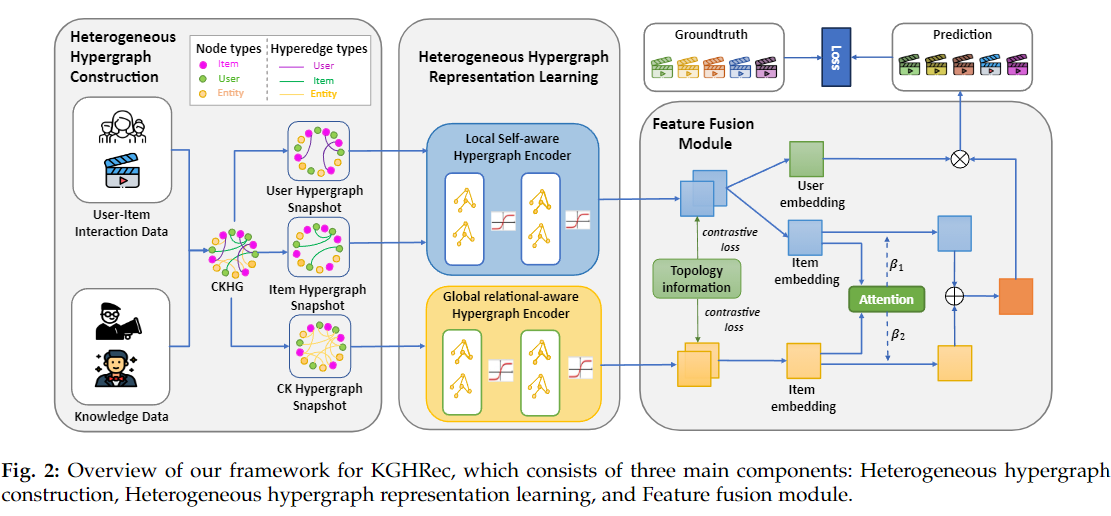 Heterogeneous
Hypergraph
Construction
Node types
Hyperedge types
Item
User
User
Item
Entity
Entity
User-Item
Interaction Data
Knowledge Data
CKHG
User Hypergraph
Snapshot
Item Hypergraph
Snapshot
CK Hypergraph
Snapshot
Heterogeneous Hypergraph
Representation Learning
Local Self-aware
Hypergraph Encoder
Global relational-aware
Hypergraph Encoder
Groundtruth
Loss
Prediction
Feature Fusion
Module
User
embedding
contrastive
loss
Item
embedding
Topology
information
contrastive
loss
β1
Attention
β2
Item
embedding
Fig. 2: Overview of our framework for KGHRec, which consists of three main components: Heterogeneous hypergraph
construction, Heterogeneous hypergraph representation learning, and Feature fusion module.